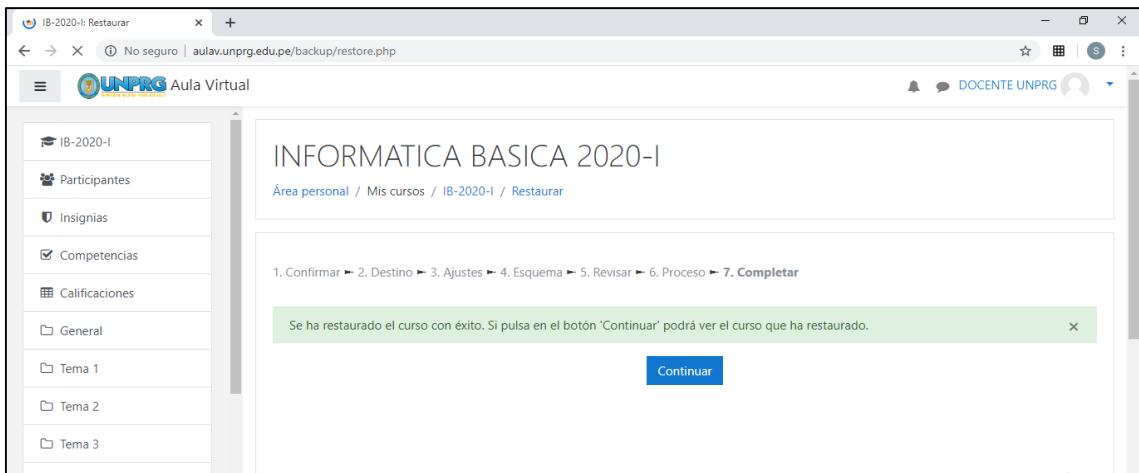 IB-2020-I: Restaurar
No seguro | aulav.unprg.edu.pe/backup/restore.php
S
UNPRG Aula Virtual
DOCENTE UNPRG
IB-2020-I
Participantes
Insignias
Competencias
Calificaciones
General
Tema 1
Tema 2
Tema 3
INFORMATICA BASICA 2020-I
Área personal / Mis cursos / IB-2020-I / Restaurar
1. Confirmar ► 2. Destino ► 3. Ajustes ► 4. Esquema ► 5. Revisar ► 6. Proceso ► 7. Completar
Se ha restaurado el curso con éxito. Si pulsa en el botón 'Continuar' podrá ver el curso que ha restaurado.
Continuar